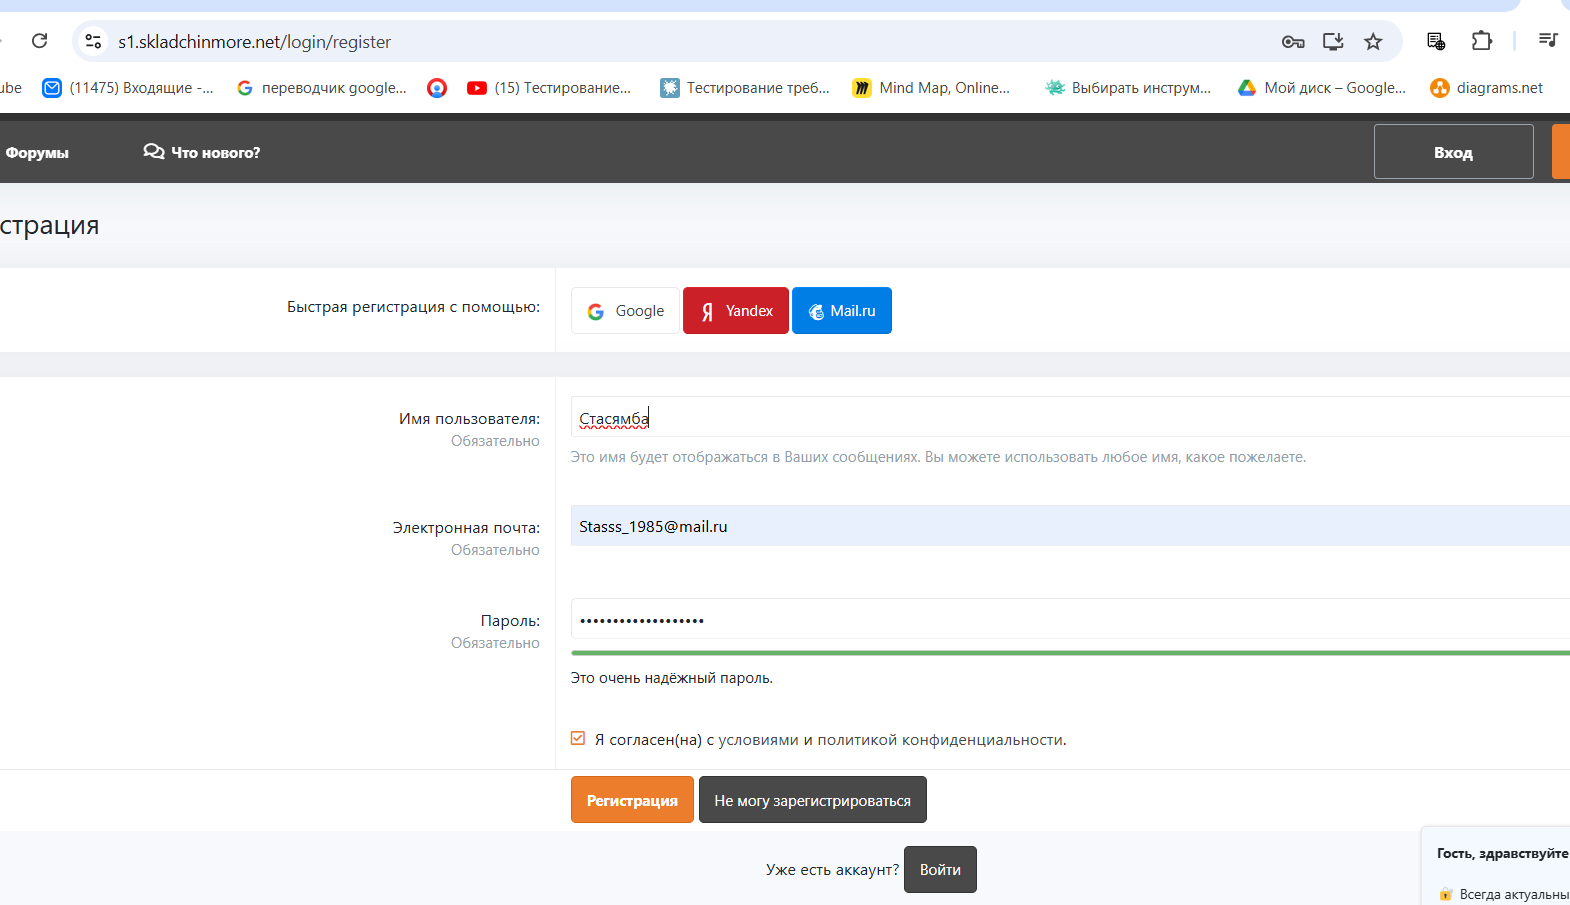 s1.skladchinmore.net/login/register
ube (11475) Входящие -... переводчик google... (15) Тестирование... Тестирование треб... Mind Map, Online... Выбирать инструм... Мой диск – Google... diagrams.net
Форумы Что нового? Вход
страция
Быстрая регистрация с помощью: Google Yandex Mail.ru
Имя пользователя: Стасямба
Обязательно
Это имя будет отображаться в Ваших сообщениях. Вы можете использовать любое имя, какое пожелаете.
Электронная почта: Stasss_1985@mail.ru
Обязательно
Пароль: •••••••••••••••••••
Обязательно
Это очень надёжный пароль.
Я согласен(на) с условиями и политикой конфиденциальности.
Регистрация Не могу зарегистрироваться
Уже есть аккаунт? Войти
Гость, здравствуйте
Всегда актуальны